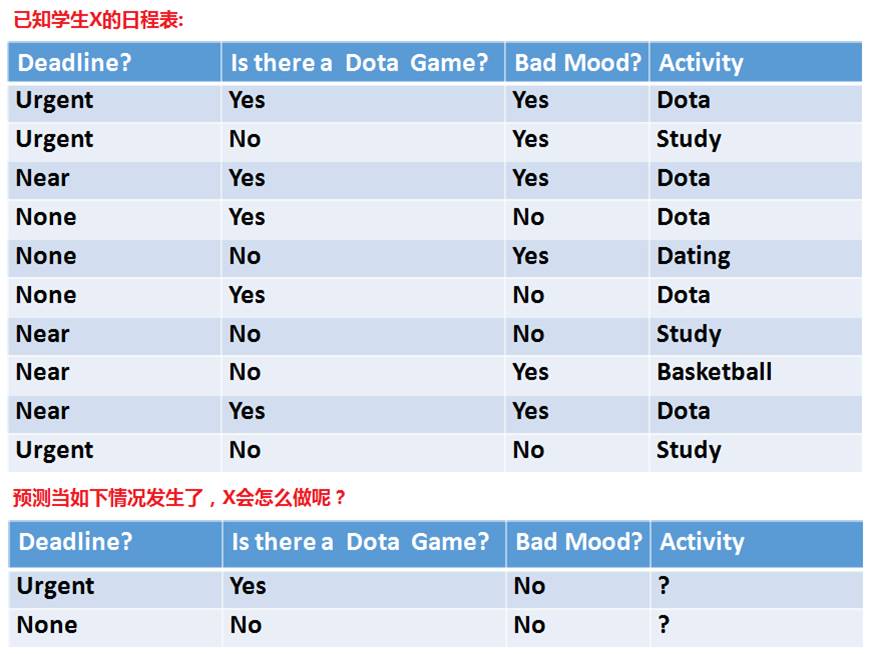 已知学生X的日程表:
Deadline? Is there a Dota Game? Bad Mood? Activity
Urgent Yes Yes Dota
Urgent No Yes Study
Near Yes Yes Dota
None Yes No Dota
None No Yes Dating
None Yes No Dota
Near No No Study
Near No Yes Basketball
Near Yes Yes Dota
Urgent No No Study
预测当如下情况发生了，X会怎么做呢？
Deadline? Is there a Dota Game? Bad Mood? Activity
Urgent Yes No ?
None No No ?